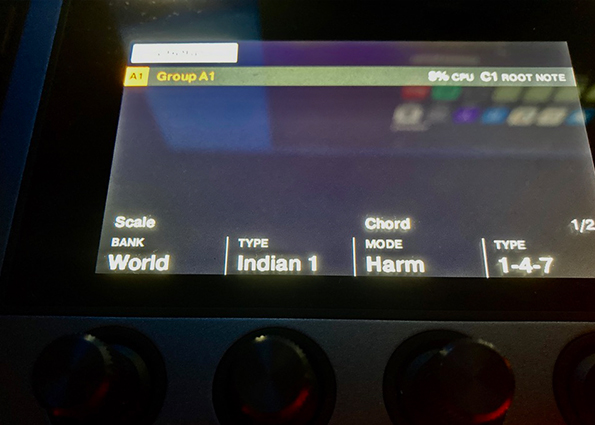 A1 Group A1 8% CPU C1 ROOT NOTE
Scale Chord 1/2
BANK TYPE MODE TYPE
World Indian 1 Harm 1-4-7